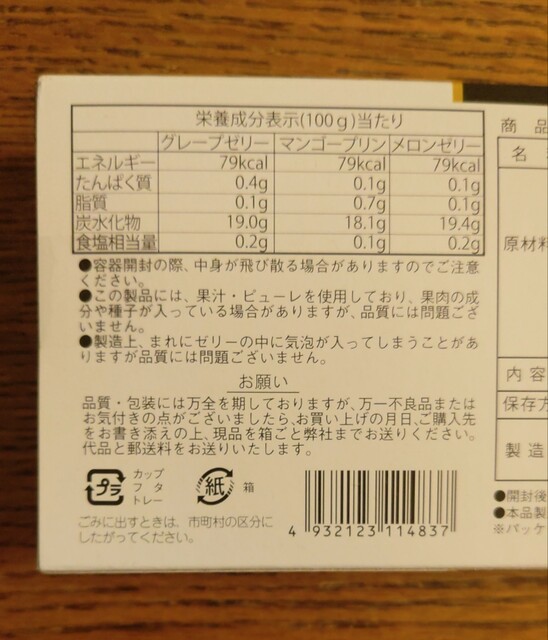 栄養成分表示(100g)当たり
グレープゼリー マンゴープリン メロンゼリー
エネルギー 79kcal 79kcal 79kcal
たんぱく質 0.4g 0.1g 0.1g
脂質 0.1g 0.7g 0.1g
炭水化物 19.0g 18.1g 19.4g
食塩相当量 0.2g 0.1g 0.2g
●容器開封の際、中身が飛び散る場合がありますのでご注意
ください。
●この製品には、果汁・ピューレを使用しており、果肉の成
分や種子が入っている場合がありますが、品質には問題ござ
いません。
●製造上、まれにゼリーの中に気泡が入ってしまうことがあ
りますが品質には問題ございません。
お願い
品質・包装には万全を期しておりますが、万一不良品または
お気付きの点がございましたら、お買い上げの月日、ご購入先
をお書き添えの上、現品を箱ごと弊社までお送りください。
代品と郵送料をお送りいたします。
プラ
カップ
フタ
トレー
紙 箱
ごみに出すときは、市町村の区分に
したがってください。
4 932123 114837
商品
名
原材料
内容
保存方
製造
●開封後
●本品製
※パッケ